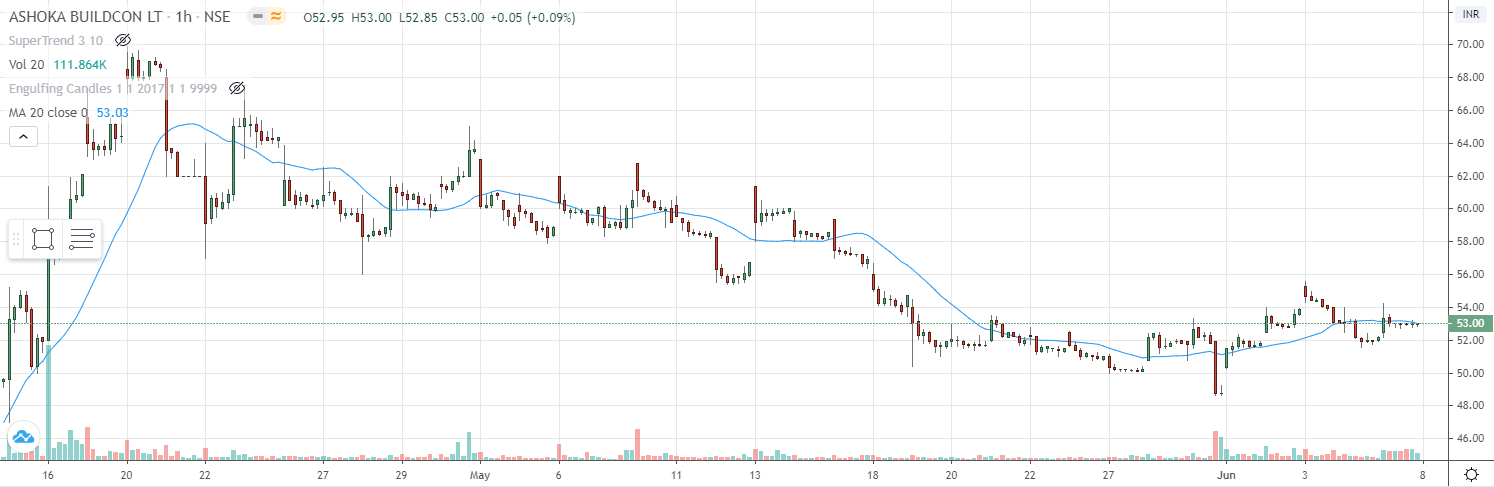 ASHOKA BUILDCON LT · 1h · NSE O52.95 H53.00 L52.85 C53.00 +0.05 (+0.09%) INR
SuperTrend 3 10
Vol 20 111.864K
Engulfing Candles 1 1 2017 1 1 9999
MA 20 close 0 53.03
70.00
68.00
66.00
64.00
62.00
60.00
58.00
56.00
54.00
53.00
52.00
50.00
48.00
46.00
16 20 22 27 29 May 6 11 13 18 20 22 27 Jun 3 8